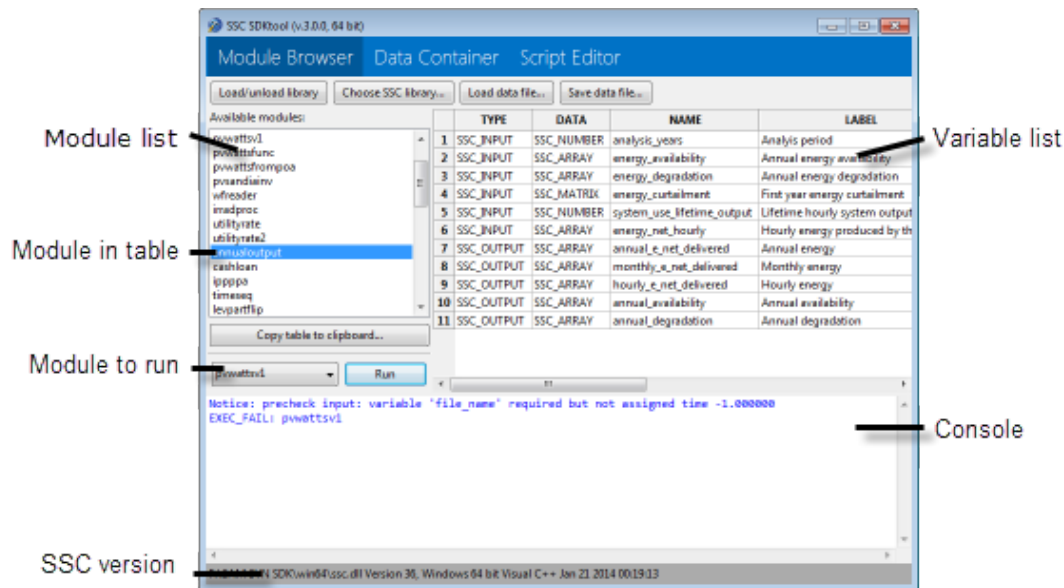 SSC SDKtool (v.3.0.0, 64 bit)
Module Browser Data Container Script Editor
Load/unload library Choose SSC library... Load data file... Save data file...
Available modules:
Module list
pvwattsv1
pvwattsfunc
pvwattsfrompoa
pvsandiainv
wfreader
irradproc
utilityrate
utilityrate2
annualoutput
cashloan
ippppa
timeseq
levpartflip
Module in table
Copy table to clipboard...
Module to run
pvwattsv1 Run
TYPE DATA NAME LABEL
1 SSC_INPUT SSC_NUMBER analysis_years Analyis period
2 SSC_INPUT SSC_ARRAY energy_availability Annual energy availability
3 SSC_INPUT SSC_ARRAY energy_degradation Annual energy degradation
4 SSC_INPUT SSC_MATRIX energy_curtailment First year energy curtailment
5 SSC_INPUT SSC_NUMBER system_use_lifetime_output Lifetime hourly system output
6 SSC_INPUT SSC_ARRAY energy_net_hourly Hourly energy produced by th
7 SSC_OUTPUT SSC_ARRAY annual_e_net_delivered Annual energy
8 SSC_OUTPUT SSC_ARRAY monthly_e_net_delivered Monthly energy
9 SSC_OUTPUT SSC_ARRAY hourly_e_net_delivered Hourly energy
10 SSC_OUTPUT SSC_ARRAY annual_availability Annual availability
11 SSC_OUTPUT SSC_ARRAY annual_degradation Annual degradation
Variable list
Notice: precheck input: variable 'file_name' required but not assigned time -1.000000
EXEC_FAIL: pvwattsv1
Console
SSC version
SDK\win64\ssc.dll Version 36, Windows 64 bit Visual C++ Jan 21 2014 00:19:13